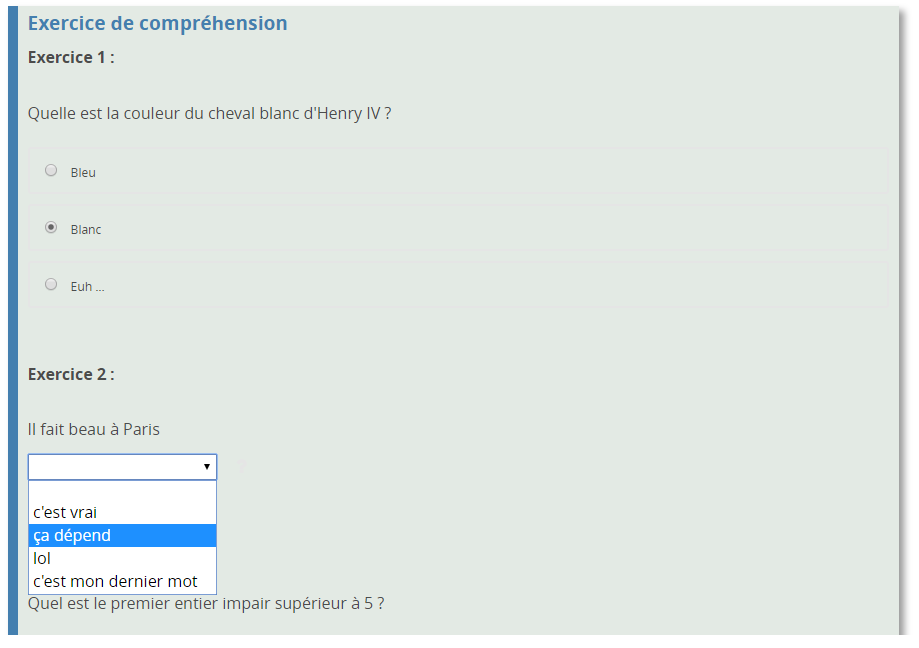 Exercice de compréhension
Exercice 1 :
Quelle est la couleur du cheval blanc d'Henry IV ?
Bleu
Blanc
Euh ...
Exercice 2 :
Il fait beau à Paris
c'est vrai
ça dépend
lol
c'est mon dernier mot
Quel est le premier entier impair supérieur à 5 ?